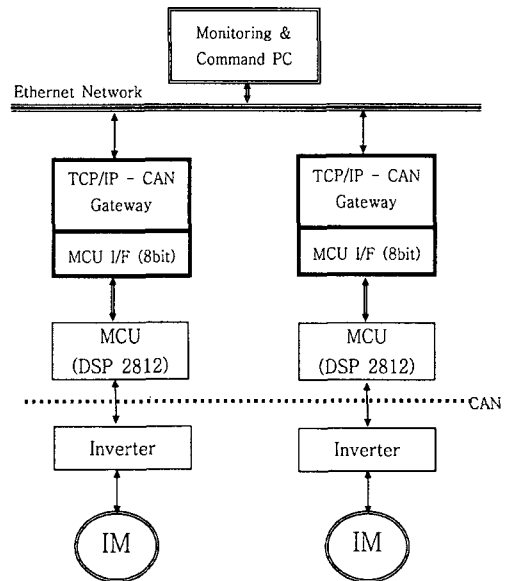 Monitoring &
Command PC
Ethernet Network
TCP/IP - CAN
Gateway
MCU I/F (8bit)
TCP/IP - CAN
Gateway
MCU I/F (8bit)
MCU
(DSP 2812)
MCU
(DSP 2812)
CAN
Inverter
Inverter
IM
IM